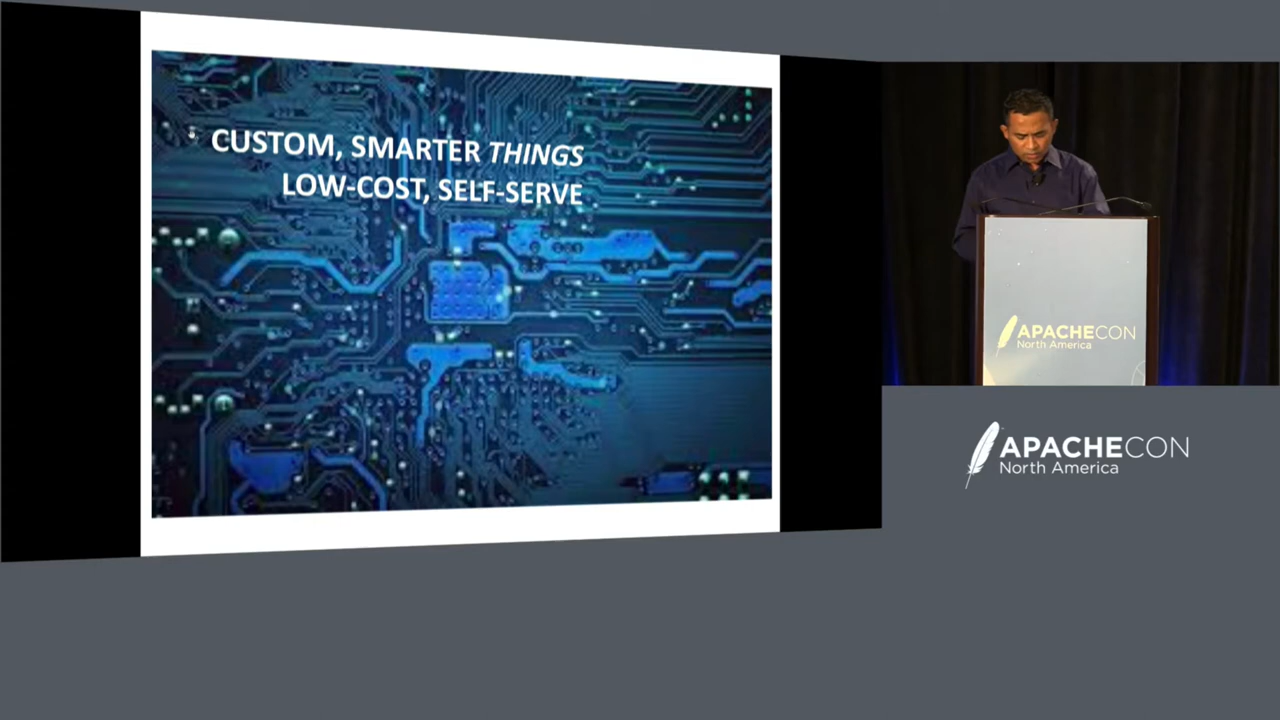 CUSTOM, SMARTER THINGS
LOW-COST, SELF-SERVE
APACHECON
North America
APACHECON
North America